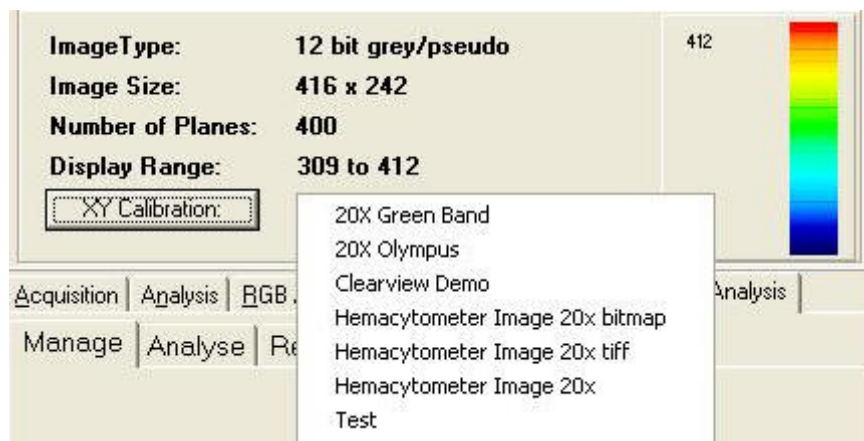 ImageType: 12 bit grey/pseudo
412
Image Size: 416 x 242
Number of Planes: 400
Display Range: 309 to 412
XY Calibration:
20X Green Band
20X Olympus
Clearview Demo
Hemacytometer Image 20x bitmap
Hemacytometer Image 20x tiff
Hemacytometer Image 20x
Test
Acquisition Analysis RGB Analysis
Manage Analyse